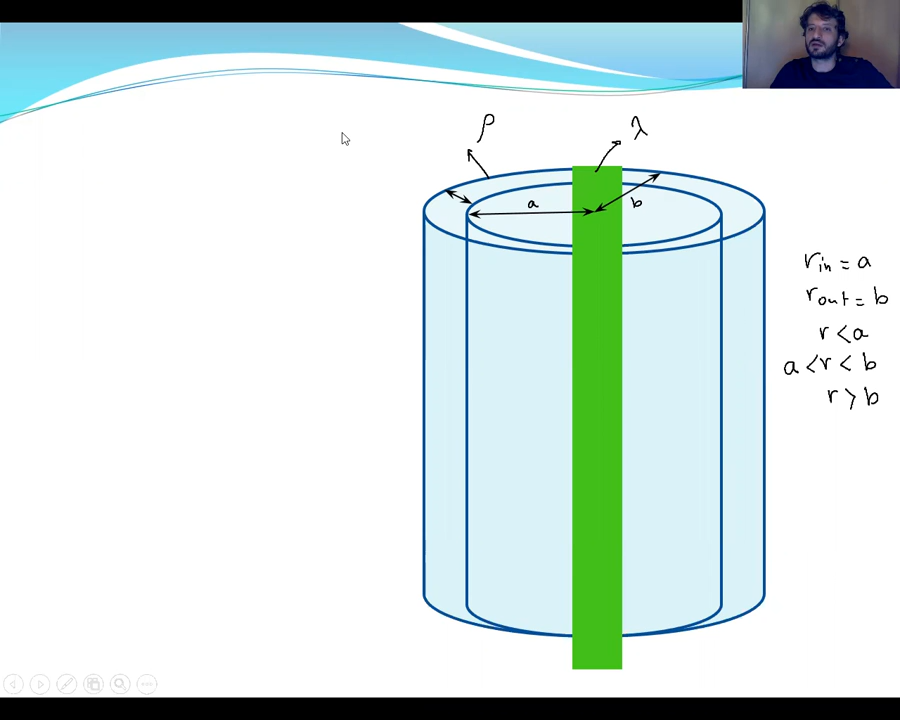 ρ
λ
a
b
r_in = a
r_out = b
r < a
a < r < b
r > b